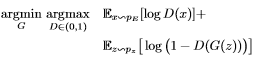 argmin argmax 𝔼_{x∽p_E}[log D(x)]+
G D∈(0,1)
𝔼_{z∽p_z}[log (1 − D(G(z)))]